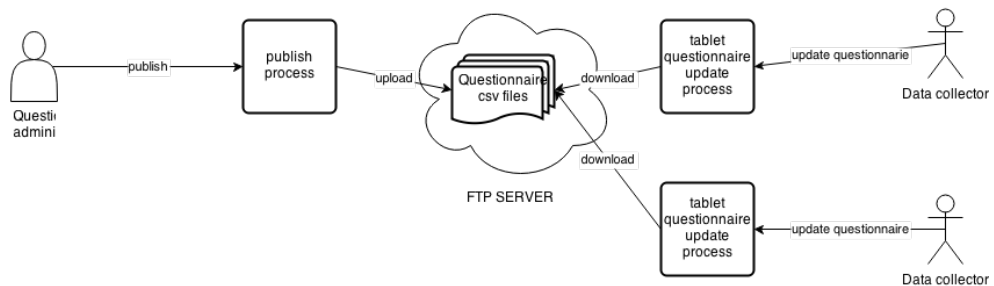 publish
publish
process
upload
Questionnaire
csv files
FTP SERVER
download
tablet
questionnaire
update
process
update questionnarie
Data collector
Questi
admini
download
tablet
questionnaire
update
process
update questionnaire
Data collector